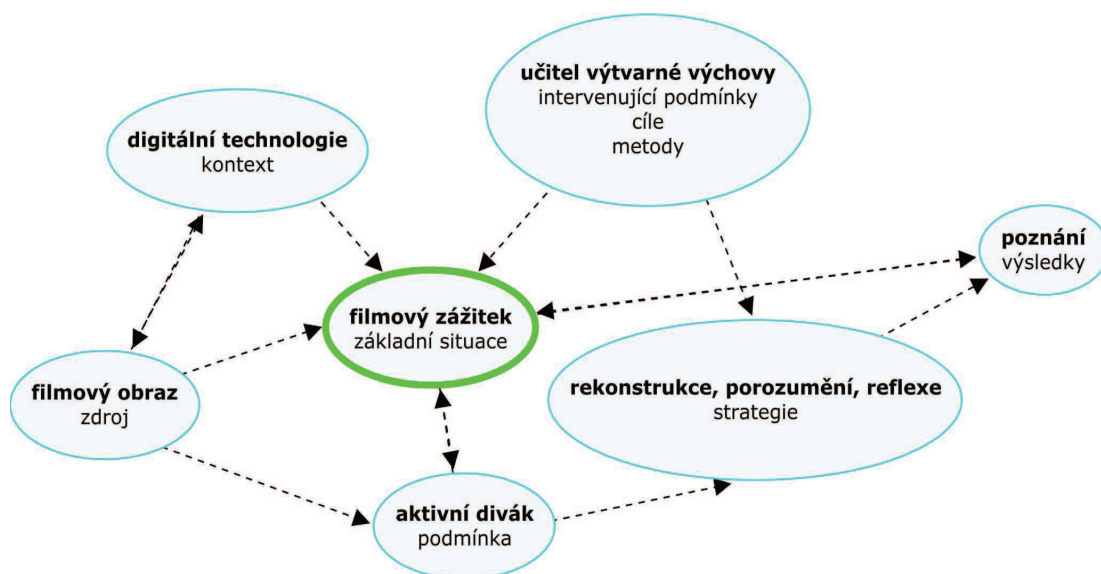 učitel výtvarné výchovy
intervenující podmínky
cíle
metody
digitální technologie
kontext
poznání
výsledky
filmový zážitek
základní situace
filmový obraz
zdroj
rekonstrukce, porozumění, reflexe
strategie
aktivní divák
podmínka